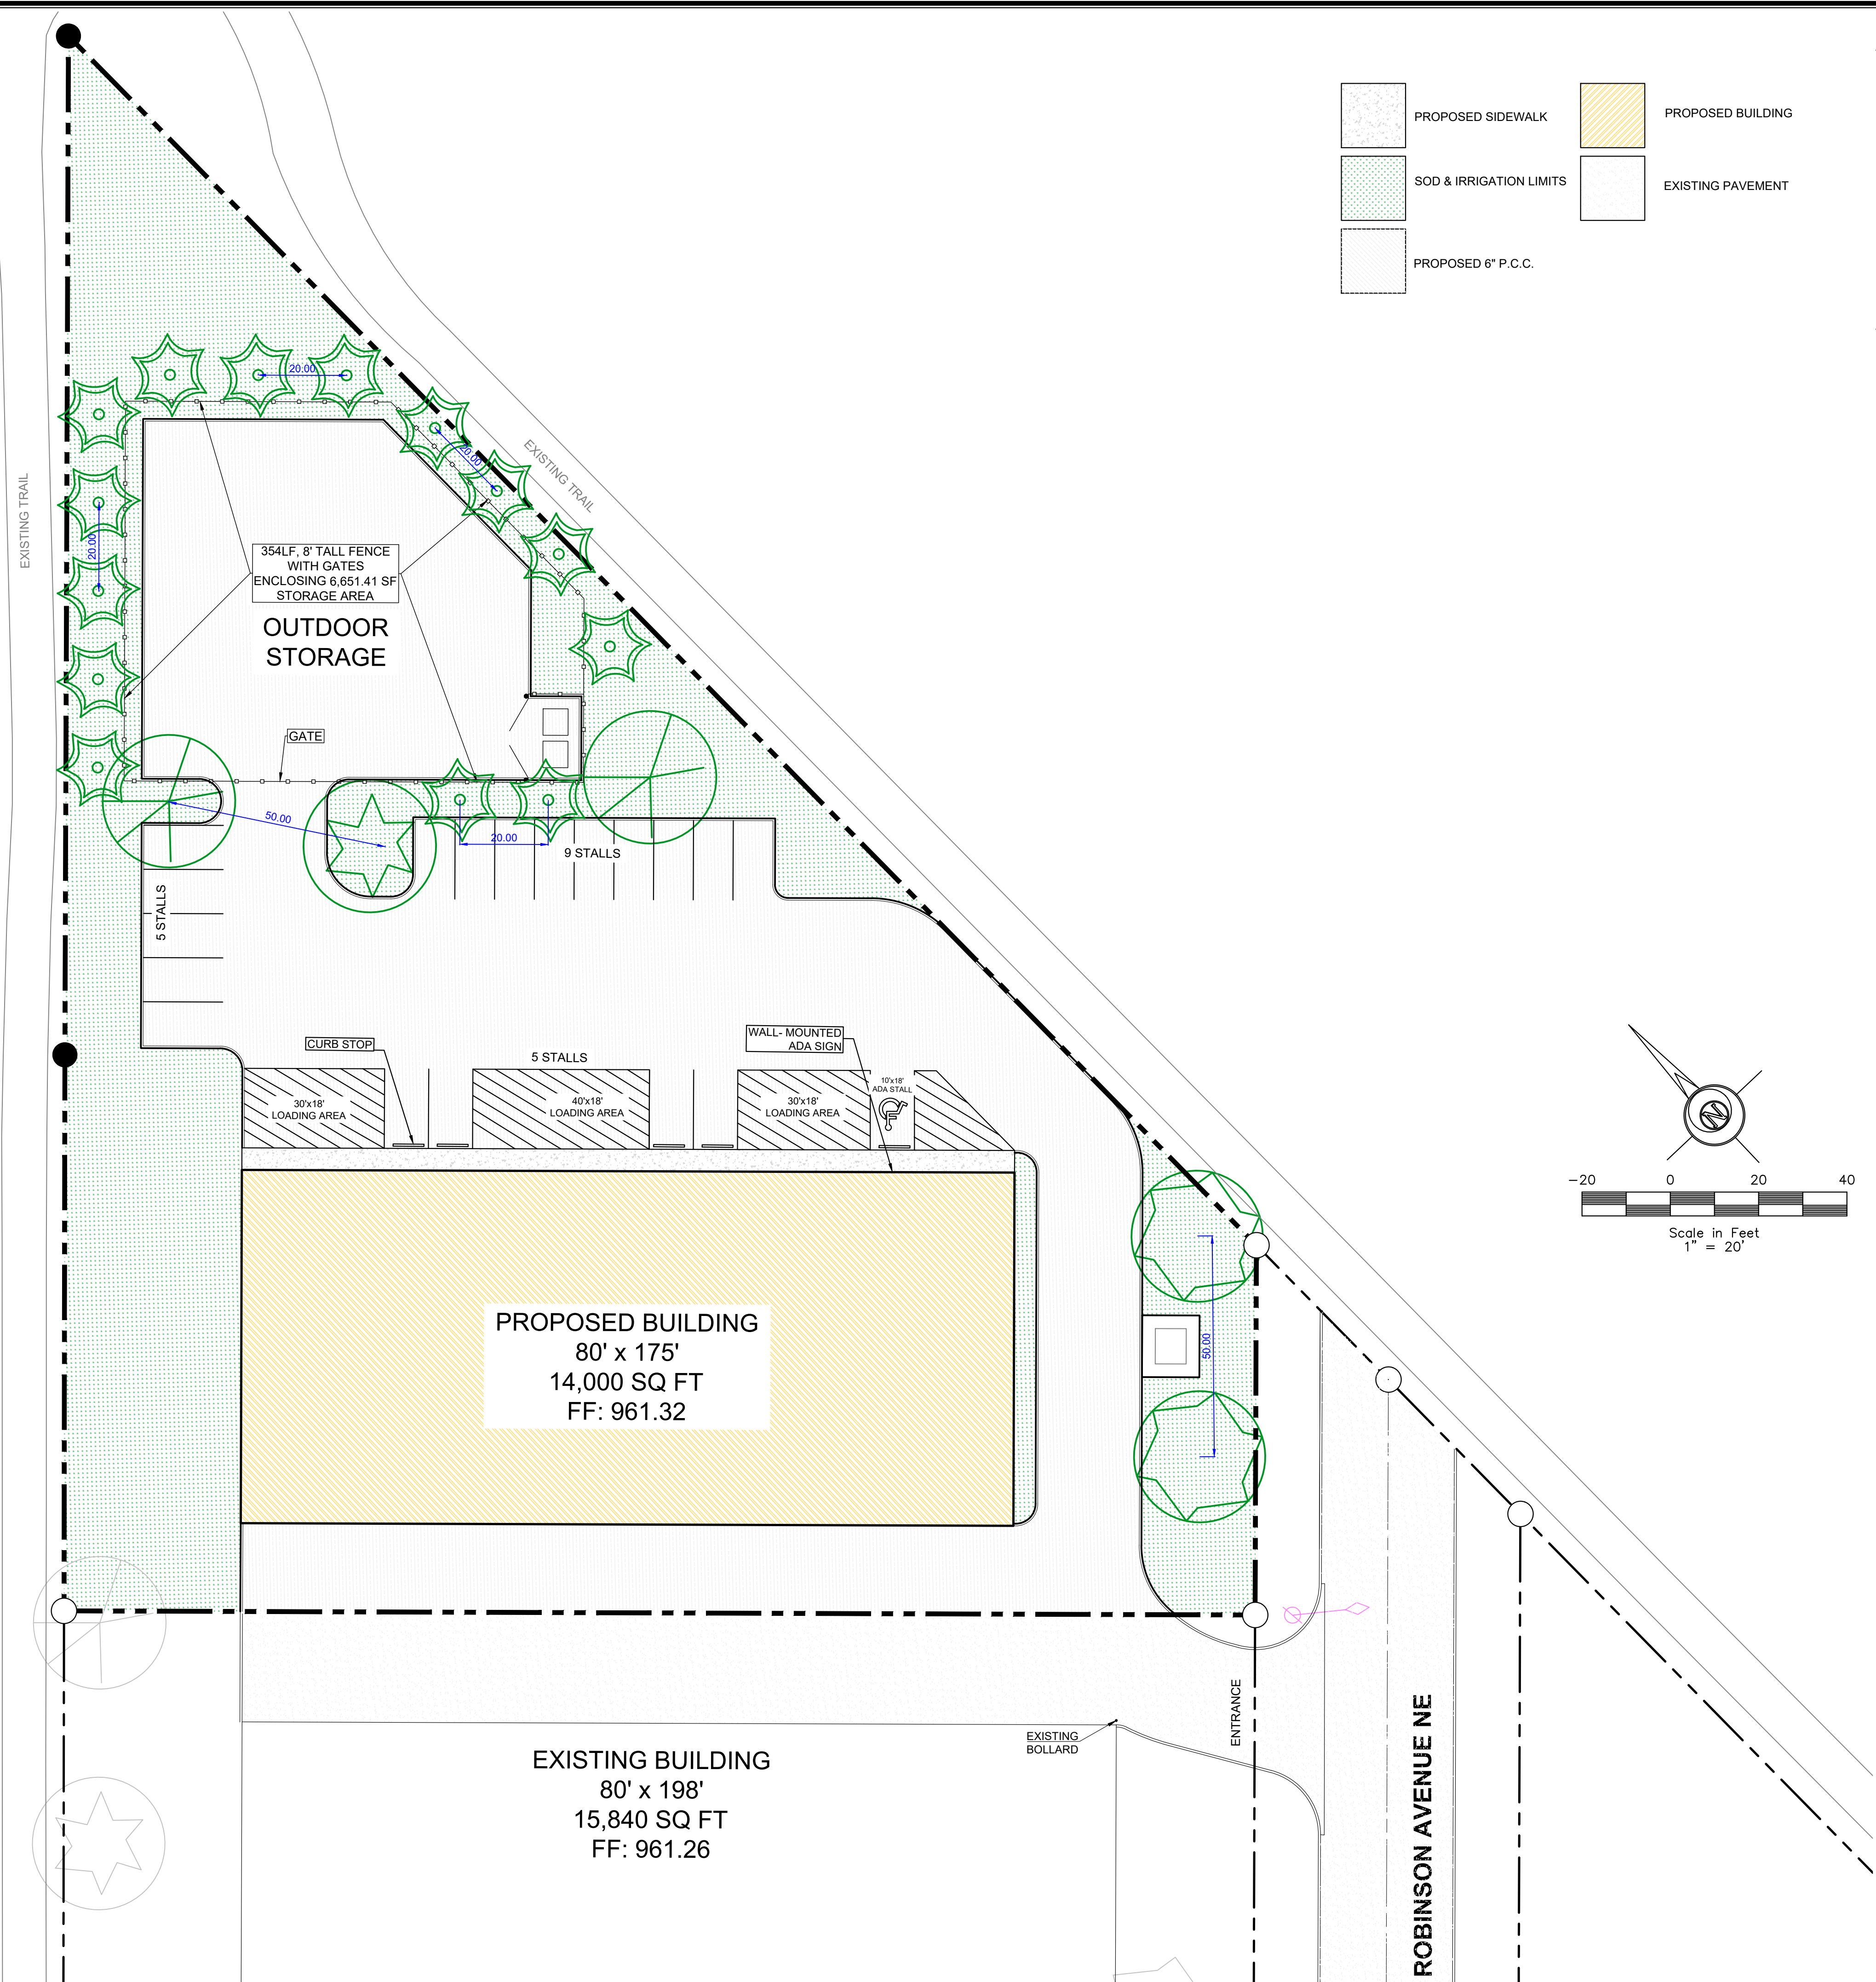 PROPOSED SIDEWALK
PROPOSED BUILDING
SOD & IRRIGATION LIMITS
EXISTING PAVEMENT
PROPOSED 6" P.C.C.
20.00
20.00
EXISTING TRAIL
EXISTING TRAIL
20.00
354LF, 8' TALL FENCE
WITH GATES
ENCLOSING 6,651.41 SF
STORAGE AREA
OUTDOOR
STORAGE
GATE
50.00
20.00
9 STALLS
5 STALLS
CURB STOP
5 STALLS
WALL- MOUNTED
ADA SIGN
30'x18'
LOADING AREA
40'x18'
LOADING AREA
30'x18'
LOADING AREA
10'x18'
ADA STALL
N
-20 0 20 40
Scale in Feet
1" = 20'
PROPOSED BUILDING
80' x 175'
14,000 SQ FT
FF: 961.32
50.00
ENTRANCE
EXISTING
BOLLARD
ROBINSON AVENUE NE
EXISTING BUILDING
80' x 198'
15,840 SQ FT
FF: 961.26